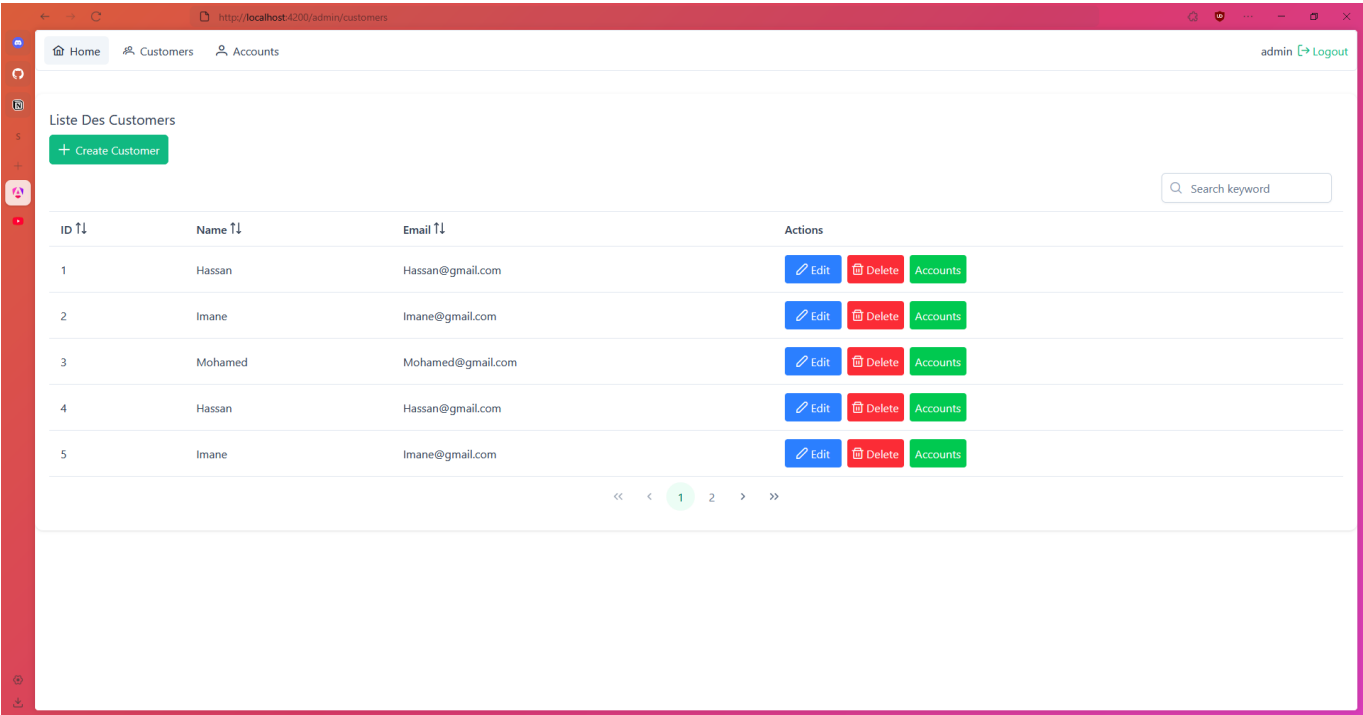 http://localhost:4200/admin/customers
Home Customers Accounts admin Logout
Liste Des Customers
+ Create Customer
Search keyword
ID Name Email Actions
1 Hassan Hassan@gmail.com Edit Delete Accounts
2 Imane Imane@gmail.com Edit Delete Accounts
3 Mohamed Mohamed@gmail.com Edit Delete Accounts
4 Hassan Hassan@gmail.com Edit Delete Accounts
5 Imane Imane@gmail.com Edit Delete Accounts
<< < 1 2 > >>
S